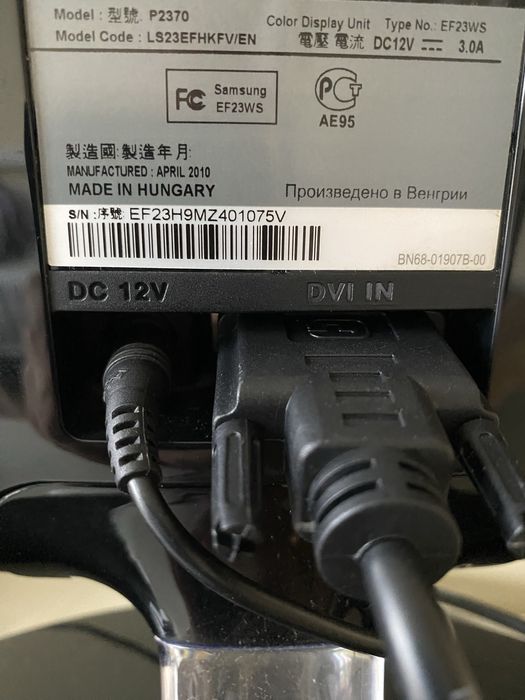 Model : 型號 P2370
Color Display Unit Type No.: EF23WS
Model Code : LS23EFHKFV/EN
電壓 電流 DC12V 3.0A
FC Samsung
EF23WS
PCT
AE95
製造國: 製造年月:
MANUFACTURED : APRIL 2010
MADE IN HUNGARY
Произведено в Венгрии
S/N : 序號: EF23H9MZ401075V
BN68-01907B-00
DC 12V
DVI IN